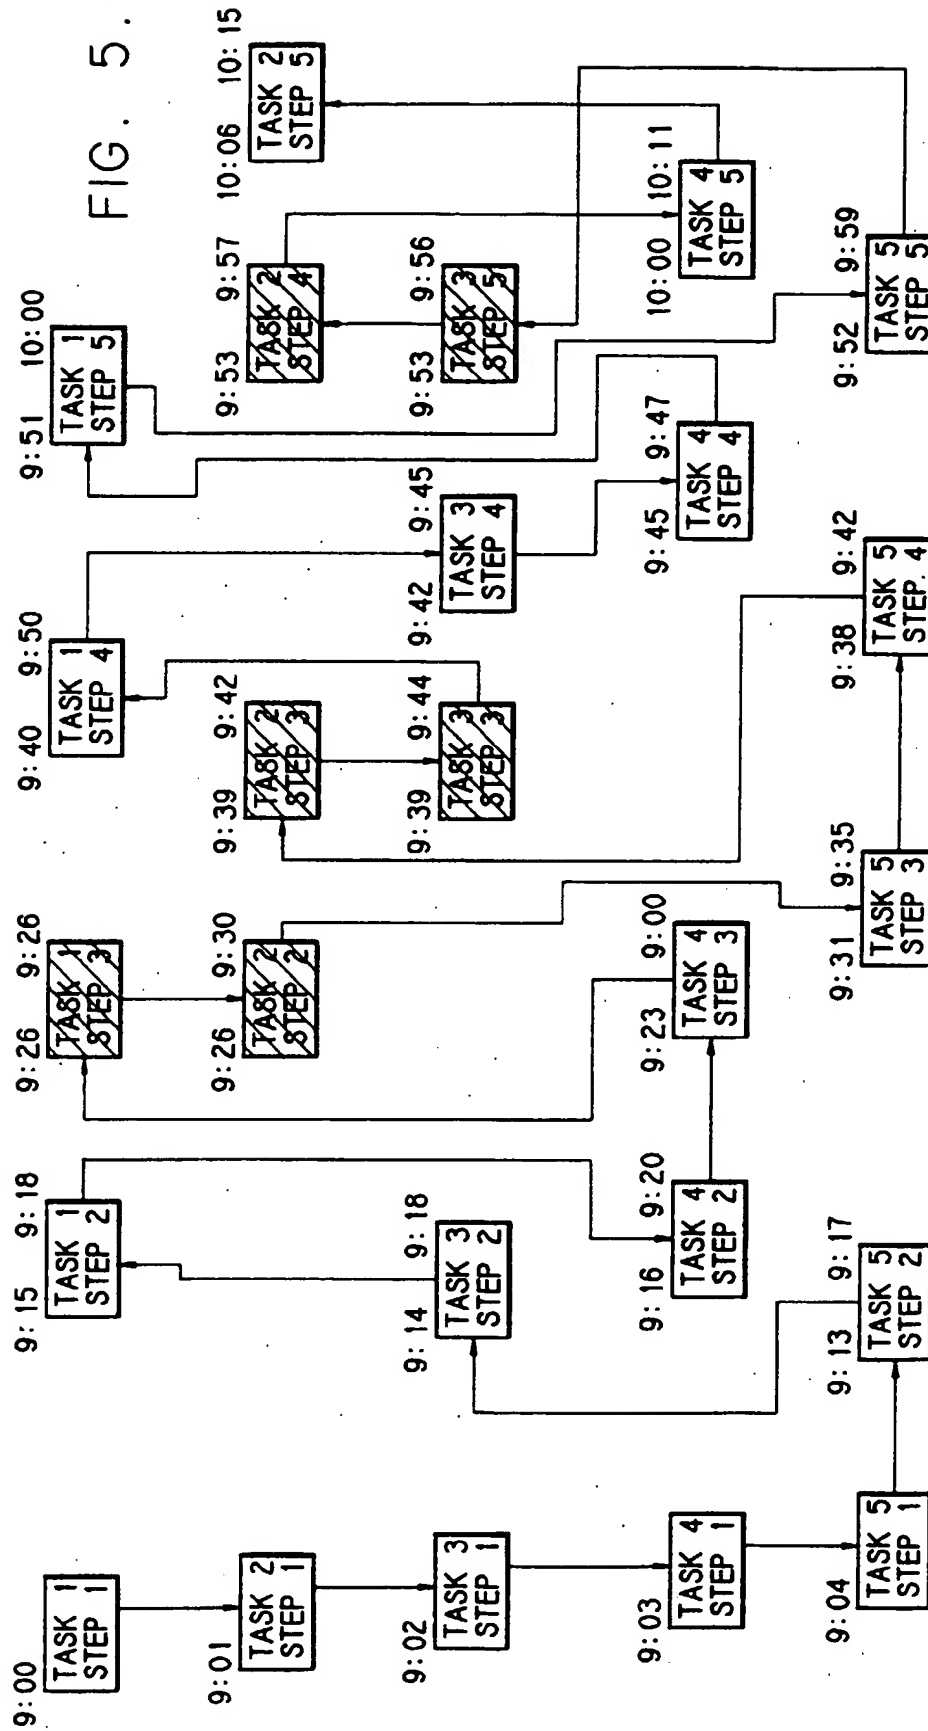 FIG. 5.
9:00
TASK 1
STEP 1
9:15 9:18
TASK 1
STEP 2
9:26 9:26
TASK 1
STEP 3
9:40 9:50
TASK 1
STEP 4
9:51 10:00
TASK 1
STEP 5
9:01
TASK 2
STEP 1
9:26 9:30
TASK 2
STEP 2
9:39 9:42
TASK 2
STEP 3
9:53 9:57
TASK 2
STEP 4
10:06 10:15
TASK 2
STEP 5
9:02
TASK 3
STEP 1
9:14 9:18
TASK 3
STEP 2
9:39 9:44
TASK 3
STEP 3
9:42 9:45
TASK 3
STEP 4
9:53 9:56
TASK 3
STEP 5
9:03
TASK 4
STEP 1
9:16 9:20
TASK 4
STEP 2
9:23 9:00
TASK 4
STEP 3
9:45 9:47
TASK 4
STEP 4
10:00 10:11
TASK 4
STEP 5
9:04
TASK 5
STEP 1
9:13 9:17
TASK 5
STEP 2
9:31 9:35
TASK 5
STEP 3
9:38 9:42
TASK 5
STEP. 4
9:52 9:59
TASK 5
STEP 5